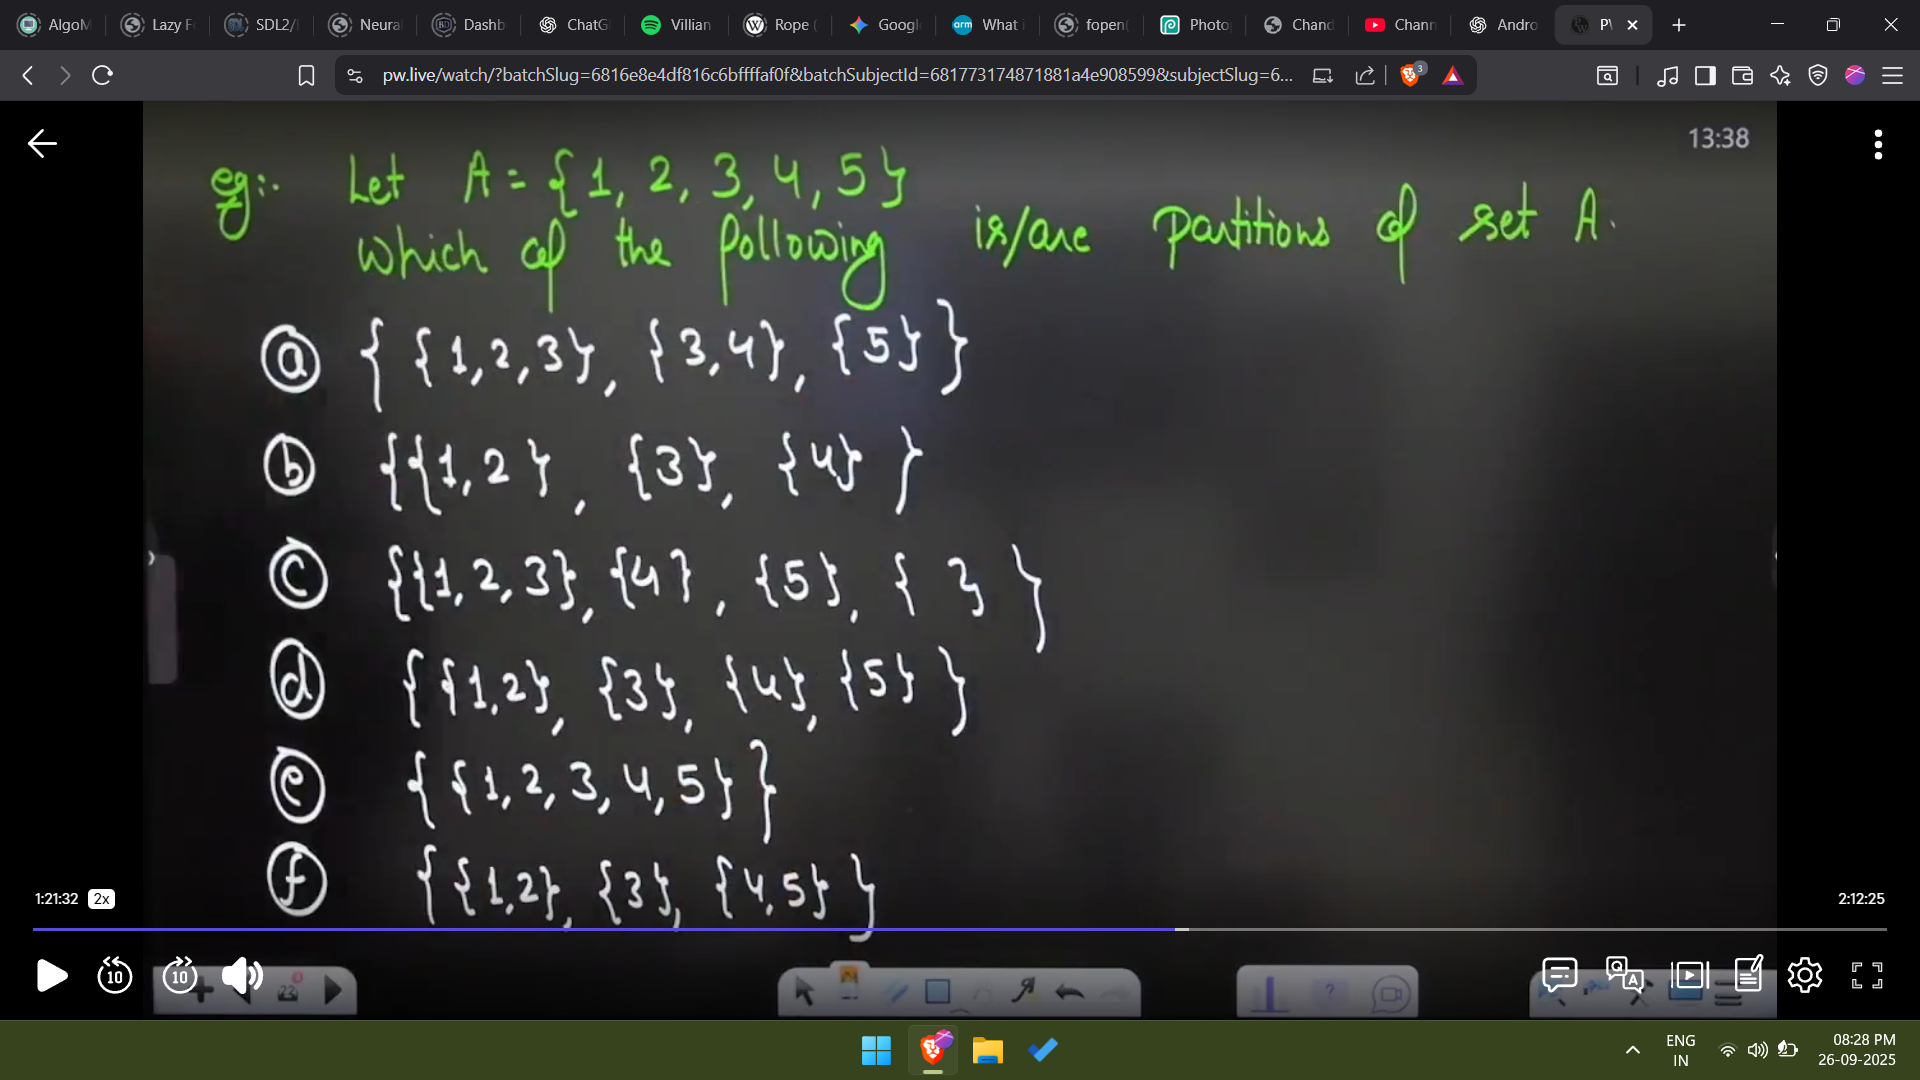 AlgoM
Lazy F
SDL2/
Neura
Dashb
ChatG
Villian
Rope (
Googl
What i
fopen(
Photo
Chand
Chann
Andro
PW
pw.live/watch/?batchSlug=6816e8e4df816c6bffffaf0f&batchSubjectId=681773174871881a4e908599&subjectSlug=6...
3
13:38
eg:. Let A = {1, 2, 3, 4, 5}
which of the following is/are partitions of set A.
(a) { {1,2,3}, {3,4}, {5} }
(b) {{1,2}, {3}, {4} }
(c) {{1,2,3}, {4}, {5}, { } }
(d) { {1,2}, {3}, {4}, {5} }
(e) { {1,2,3,4,5} }
(f) { {1,2}, {3}, {4,5} }
1:21:32 2x
2:12:25
10
10
22
ENG
IN
08:28 PM
26-09-2025